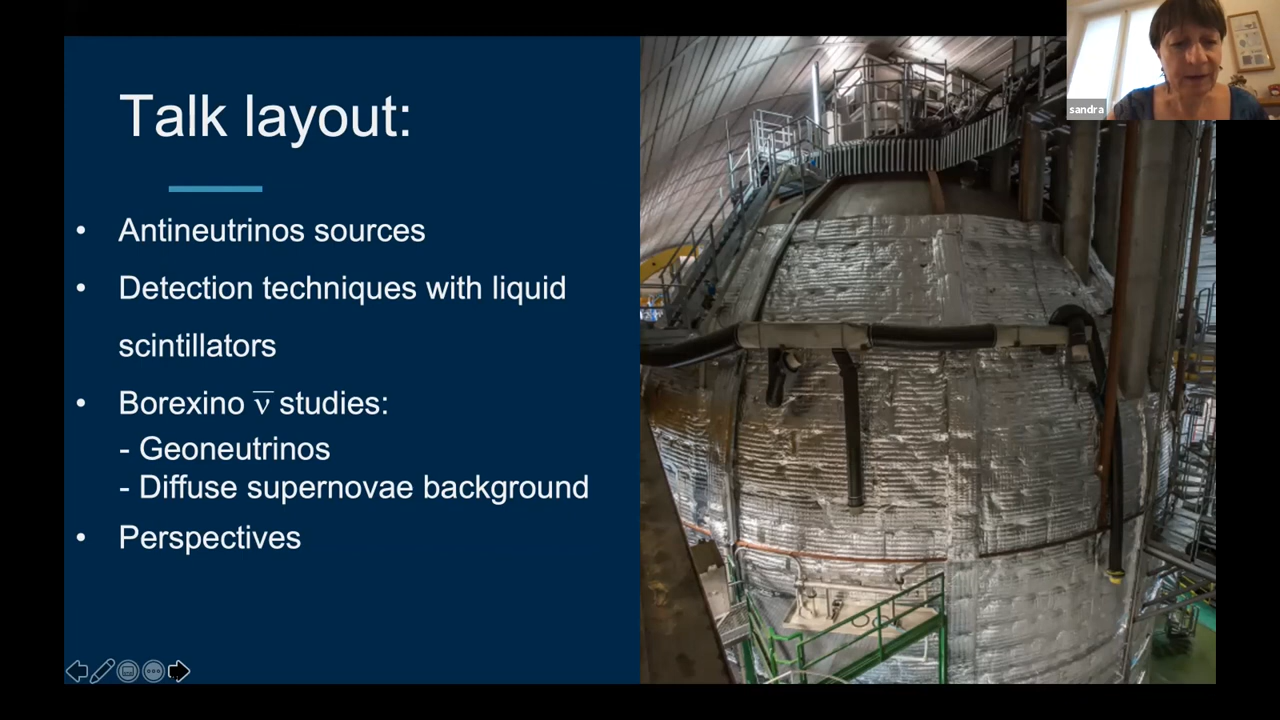 Talk layout:
• Antineutrinos sources
• Detection techniques with liquid
scintillators
• Borexino ν̅ studies:
- Geoneutrinos
- Diffuse supernovae background
• Perspectives
sandra